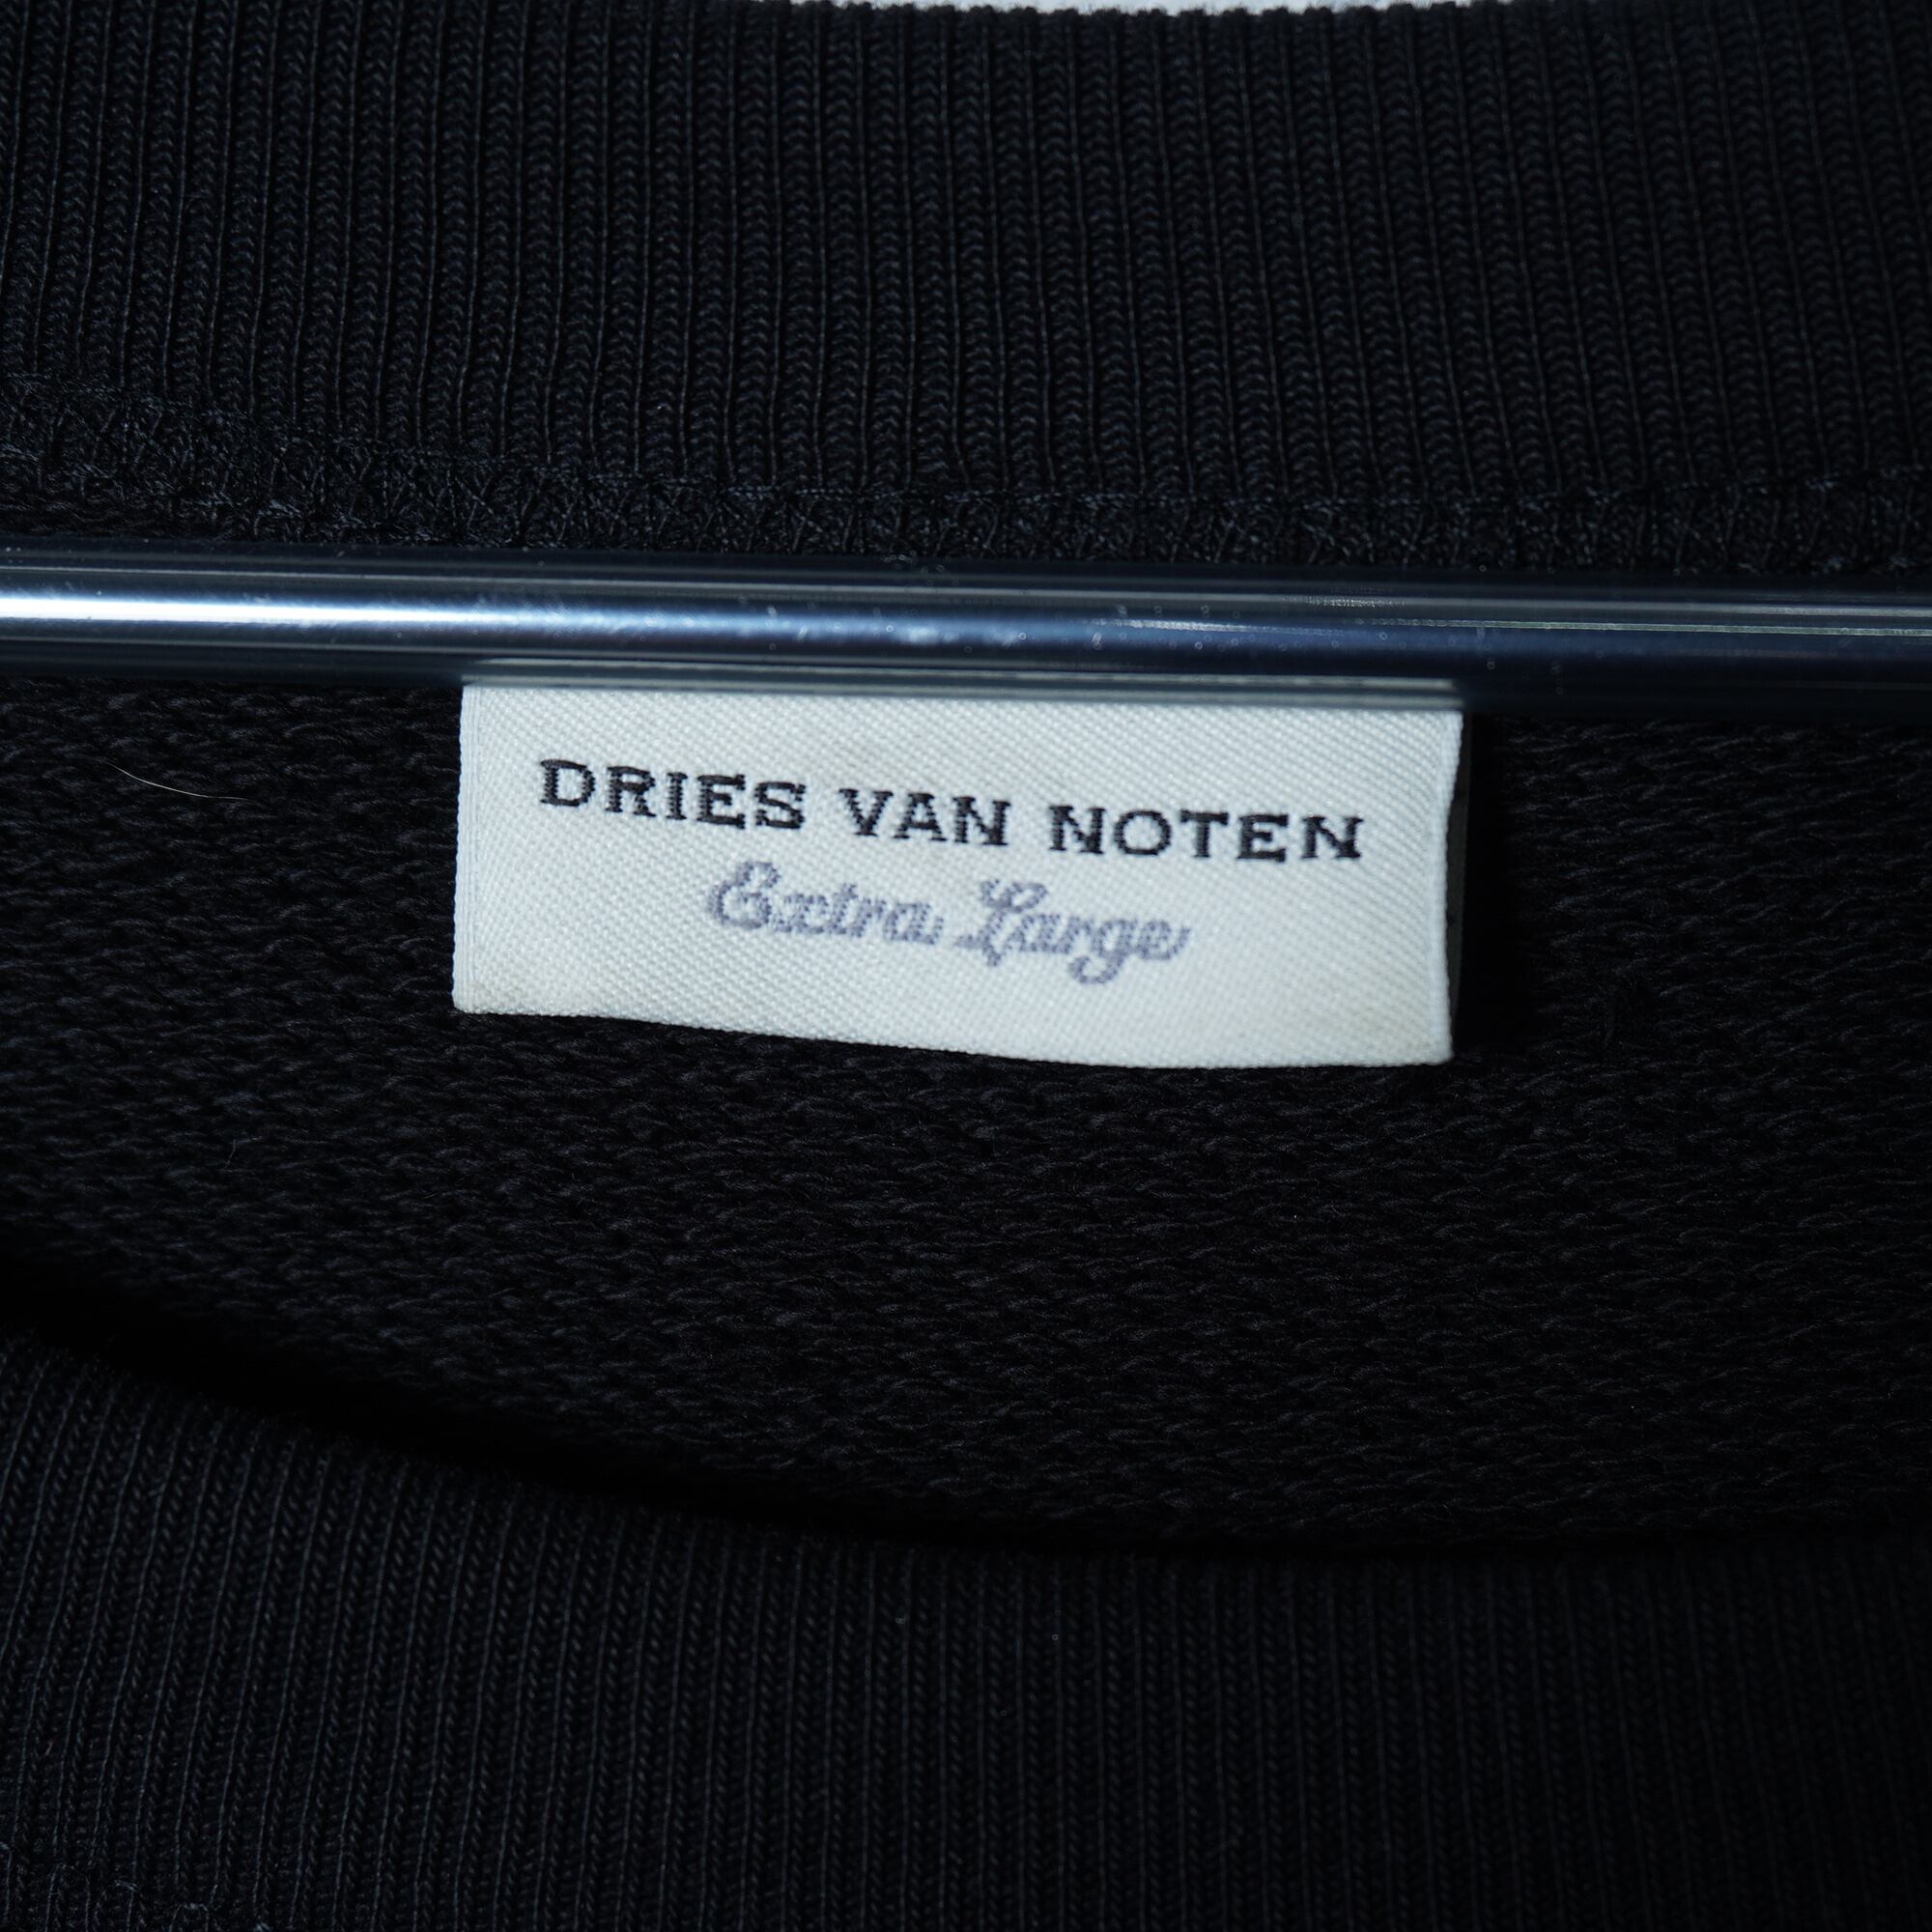 DRIES VAN NOTEN
Extra Large